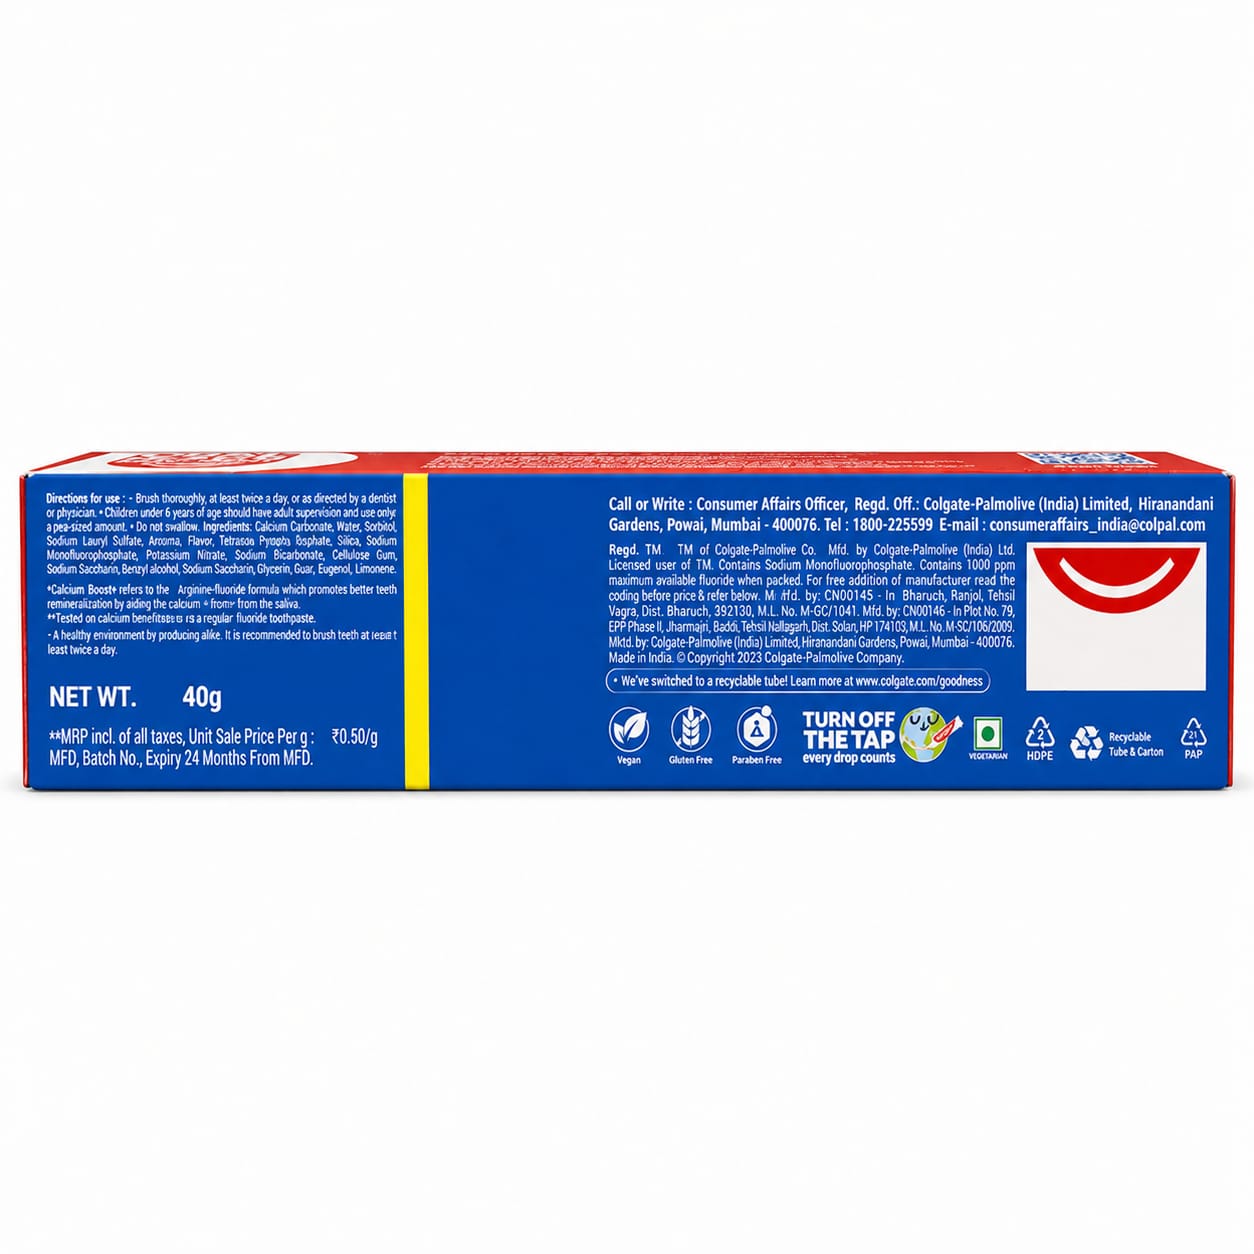 Directions for use : - Brush thoroughly, at least twice a day, or as directed by a dentist
or physician. • Children under 6 years of age should have adult supervision and use only
a pea-sized amount. • Do not swallow. Ingredients: Calcium Carbonate, Water, Sorbitol,
Sodium Lauryl Sulfate, Flavor, Silica, Sodium
Monofluorophosphate, Potassium Nitrate, Sodium Bicarbonate, Cellulose Gum,
Sodium Saccharin, Benzyl alcohol, Sodium Saccharin, Glycerin, Guar, Eugenol, Limonene.
*Calcium Boost+ refers to the Arginine-fluoride formula which promotes better teeth
remineralization by aiding the calcium from the saliva.
**Tested on calcium a regular fluoride toothpaste.
- A healthy environment by producing alike. It is recommended to brush teeth at
least twice a day.
NET WT. 40g
**MRP incl. of all taxes, Unit Sale Price Per g : ₹0.50/g
MFD, Batch No., Expiry 24 Months From MFD.
Call or Write : Consumer Affairs Officer, Regd. Off.: Colgate-Palmolive (India) Limited, Hiranandani
Gardens, Powai, Mumbai - 400076. Tel : 1800-225599 E-mail : consumeraffairs_india@colpal.com
Regd. TM TM of Colgate-Palmolive Co. Mfd. by Colgate-Palmolive (India) Ltd.
Licensed user of TM. Contains Sodium Monofluorophosphate. Contains 1000 ppm
maximum available fluoride when packed. For free addition of manufacturer read the
coding before price & refer below. by: CN00145 - In Bharuch, Ranjol, Tehsil
Vagra, Dist. Bharuch, 392130, M.L. No. M-GC/1041. Mfd. by: CN00146 - In Plot No. 79,
EPP Phase II, Jharmajri, Baddi, Tehsil Nallagarh, Dist. Solan, HP 174103, M.L. No. M-SC/106/2009.
Mktd. by: Colgate-Palmolive (India) Limited, Hiranandani Gardens, Powai, Mumbai - 400076.
Made in India. © Copyright 2023 Colgate-Palmolive Company.
• We've switched to a recyclable tube! Learn more at www.colgate.com/goodness
Vegan
Gluten Free
Paraben Free
TURN OFF
THE TAP
every drop counts
VEGETARIAN
2
HDPE
Recyclable
Tube & Carton
21
PAP